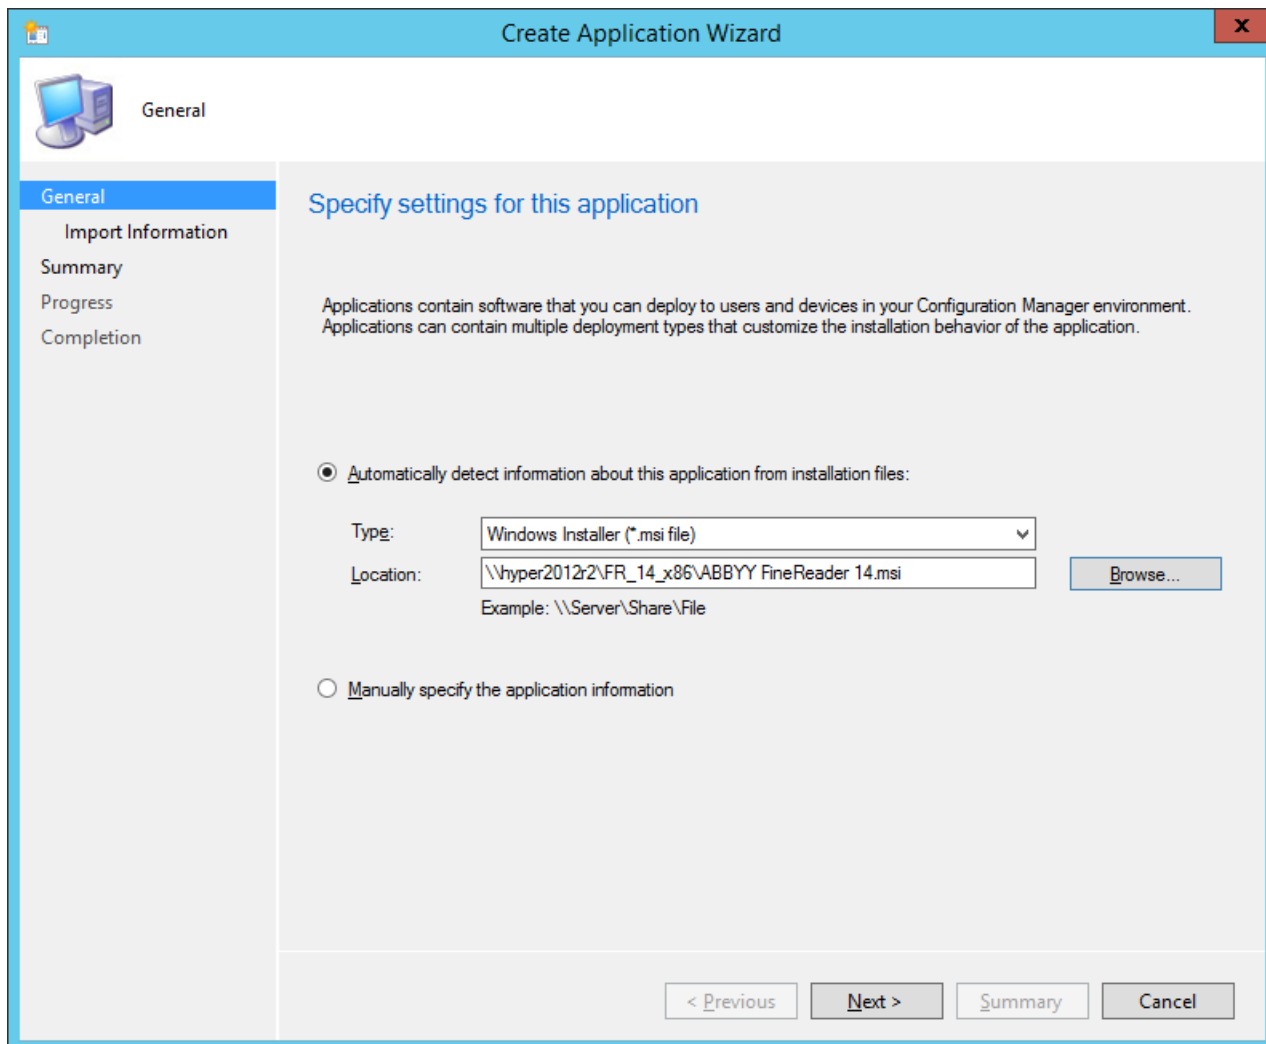 Create Application Wizard
x
General
General
Import Information
Summary
Progress
Completion
Specify settings for this application
Applications contain software that you can deploy to users and devices in your Configuration Manager environment.
Applications can contain multiple deployment types that customize the installation behavior of the application.
Automatically detect information about this application from installation files:
Type:
Windows Installer (*.msi file)
Location:
\\hyper2012r2\FR_14_x86\ABBYY FineReader 14.msi
Browse...
Example: \\Server\Share\File
Manually specify the application information
< Previous
Next >
Summary
Cancel